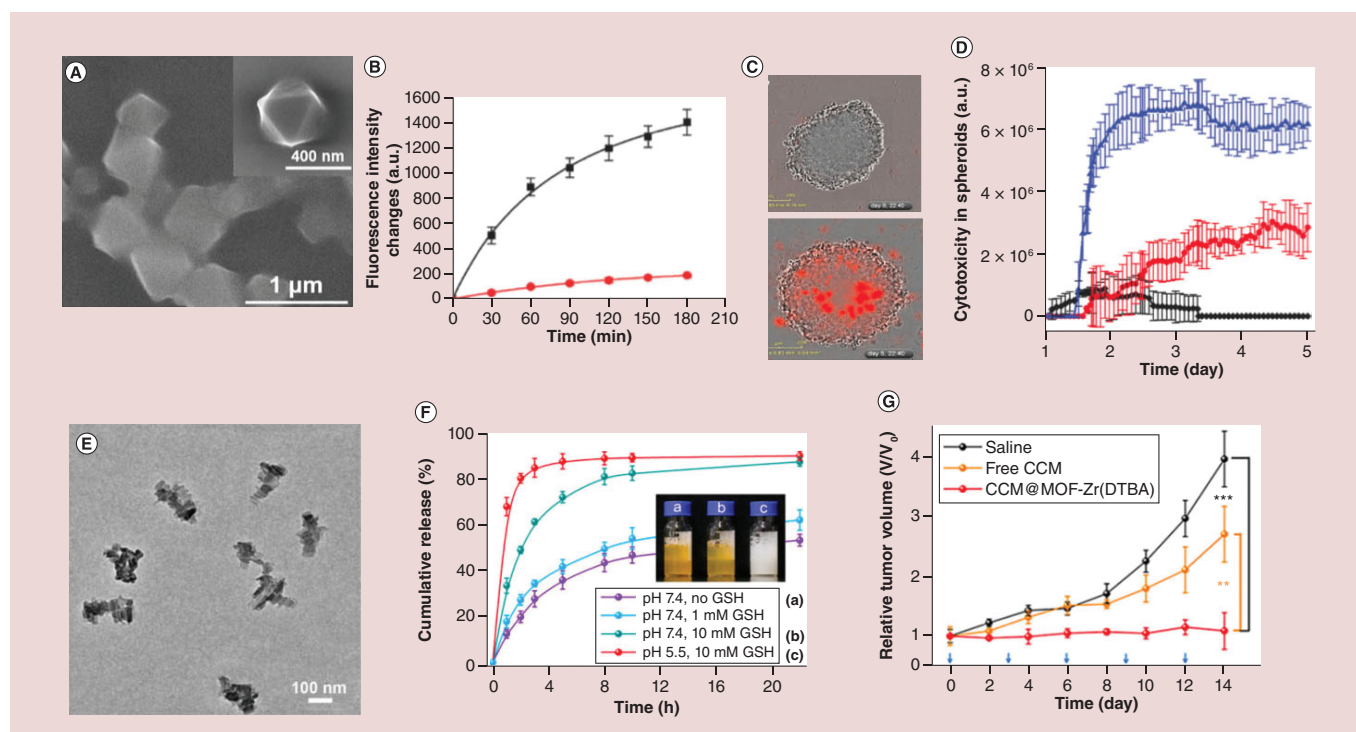 A
400 nm
1 µm
B
Fluorescence intensity
changes (a.u.)
1600
1400
1200
1000
800
600
400
200
0
0 30 60 90 120 150 180 210
Time (min)
C
day 5, 22:40
D
Cytotoxicity in spheroids (a.u.)
8 × 10⁶
6 × 10⁶
4 × 10⁶
2 × 10⁶
0
1 2 3 4 5
Time (day)
E
100 nm
F
Cumulative release (%)
100
80
60
40
20
0
a b c
pH 7.4, no GSH (a)
pH 7.4, 1 mM GSH
pH 7.4, 10 mM GSH (b)
pH 5.5, 10 mM GSH (c)
0 4 8 12 16 20
Time (h)
G
Relative tumor volume (V/V₀)
4
3
2
1
0
Saline
Free CCM
CCM@MOF-Zr(DTBA)
***
**
0 2 4 6 8 10 12 14
Time (day)